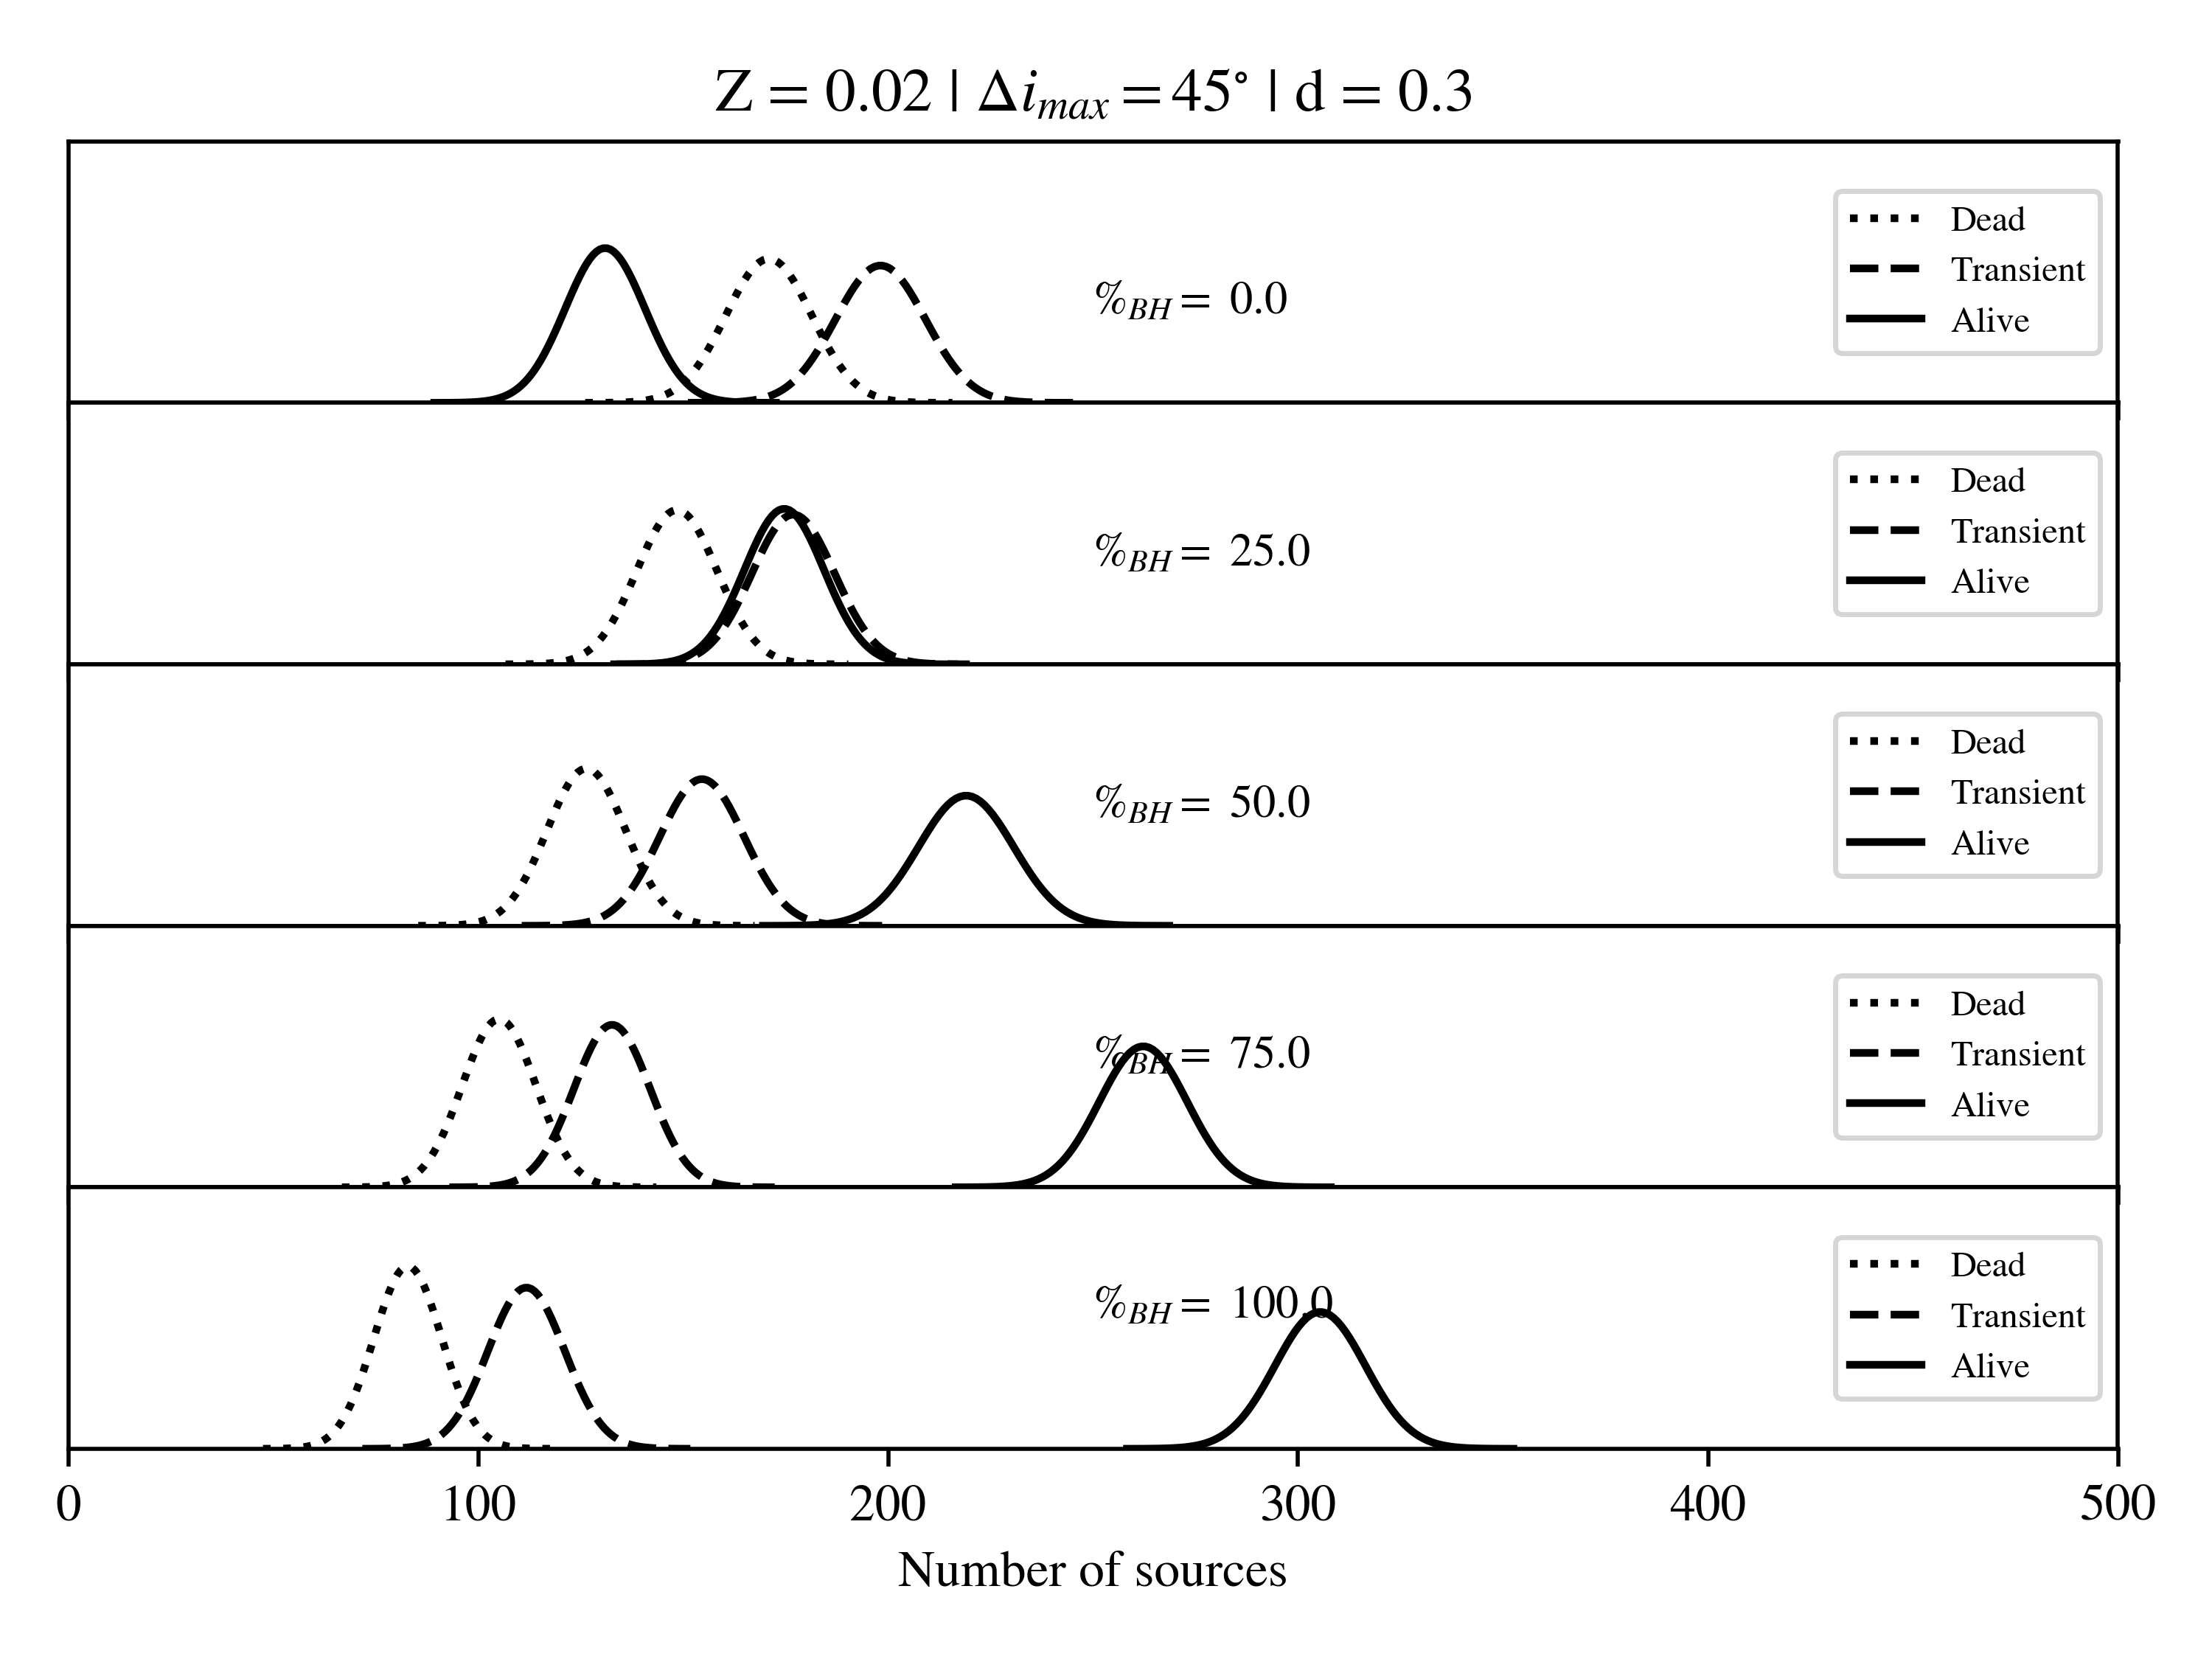 Z = 0.02 | Δi_max = 45° | d = 0.3
%_BH = 0.0
Dead
Transient
Alive
%_BH = 25.0
Dead
Transient
Alive
%_BH = 50.0
Dead
Transient
Alive
%_BH = 75.0
Dead
Transient
Alive
%_BH = 100.0
Dead
Transient
Alive
0 100 200 300 400 500
Number of sources